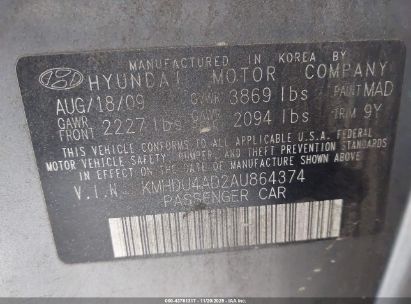 MANUFACTURED IN KOREA BY
HYUNDAI MOTOR COMPANY
AUG/18/09 GVWR 3869 lbs PAINT MAD
GAWR FRONT 2227 lbs GAWR 2094 lbs TRIM 9Y
THIS VEHICLE CONFORMS TO ALL APPLICABLE U.S.A. FEDERAL
MOTOR VEHICLE SAFETY, BUMPER, AND THEFT PREVENTION STANDARDS
IN EFFECT ON THE DATE OF MANUFACTURE SHOWN ABOVE.
V.I.N. KMHDU4AD2AU864374
PASSENGER CAR